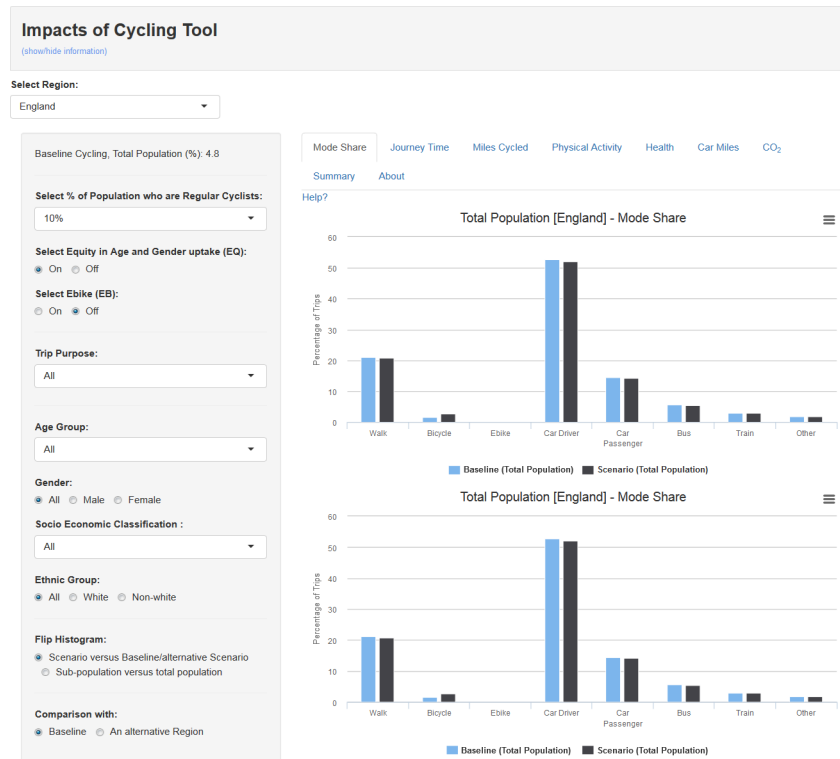 Impacts of Cycling Tool
(show/hide information)
Select Region:
England
Baseline Cycling, Total Population (%): 4.8
Select % of Population who are Regular Cyclists:
10%
Select Equity in Age and Gender uptake (EQ):
On Off
Select Ebike (EB):
On Off
Trip Purpose:
All
Age Group:
All
Gender:
All Male Female
Socio Economic Classification :
All
Ethnic Group:
All White Non-white
Flip Histogram:
Scenario versus Baseline/alternative Scenario
Sub-population versus total population
Comparison with:
Baseline An alternative Region
Mode Share Journey Time Miles Cycled Physical Activity Health Car Miles CO2
Summary About
Help?
Total Population [England] - Mode Share
Percentage of Trips
60
50
40
30
20
10
0
Walk Bicycle Ebike Car Driver Car Passenger Bus Train Other
Baseline (Total Population) Scenario (Total Population)
Total Population [England] - Mode Share
Percentage of Trips
60
50
40
30
20
10
0
Walk Bicycle Ebike Car Driver Car Passenger Bus Train Other
Baseline (Total Population) Scenario (Total Population)